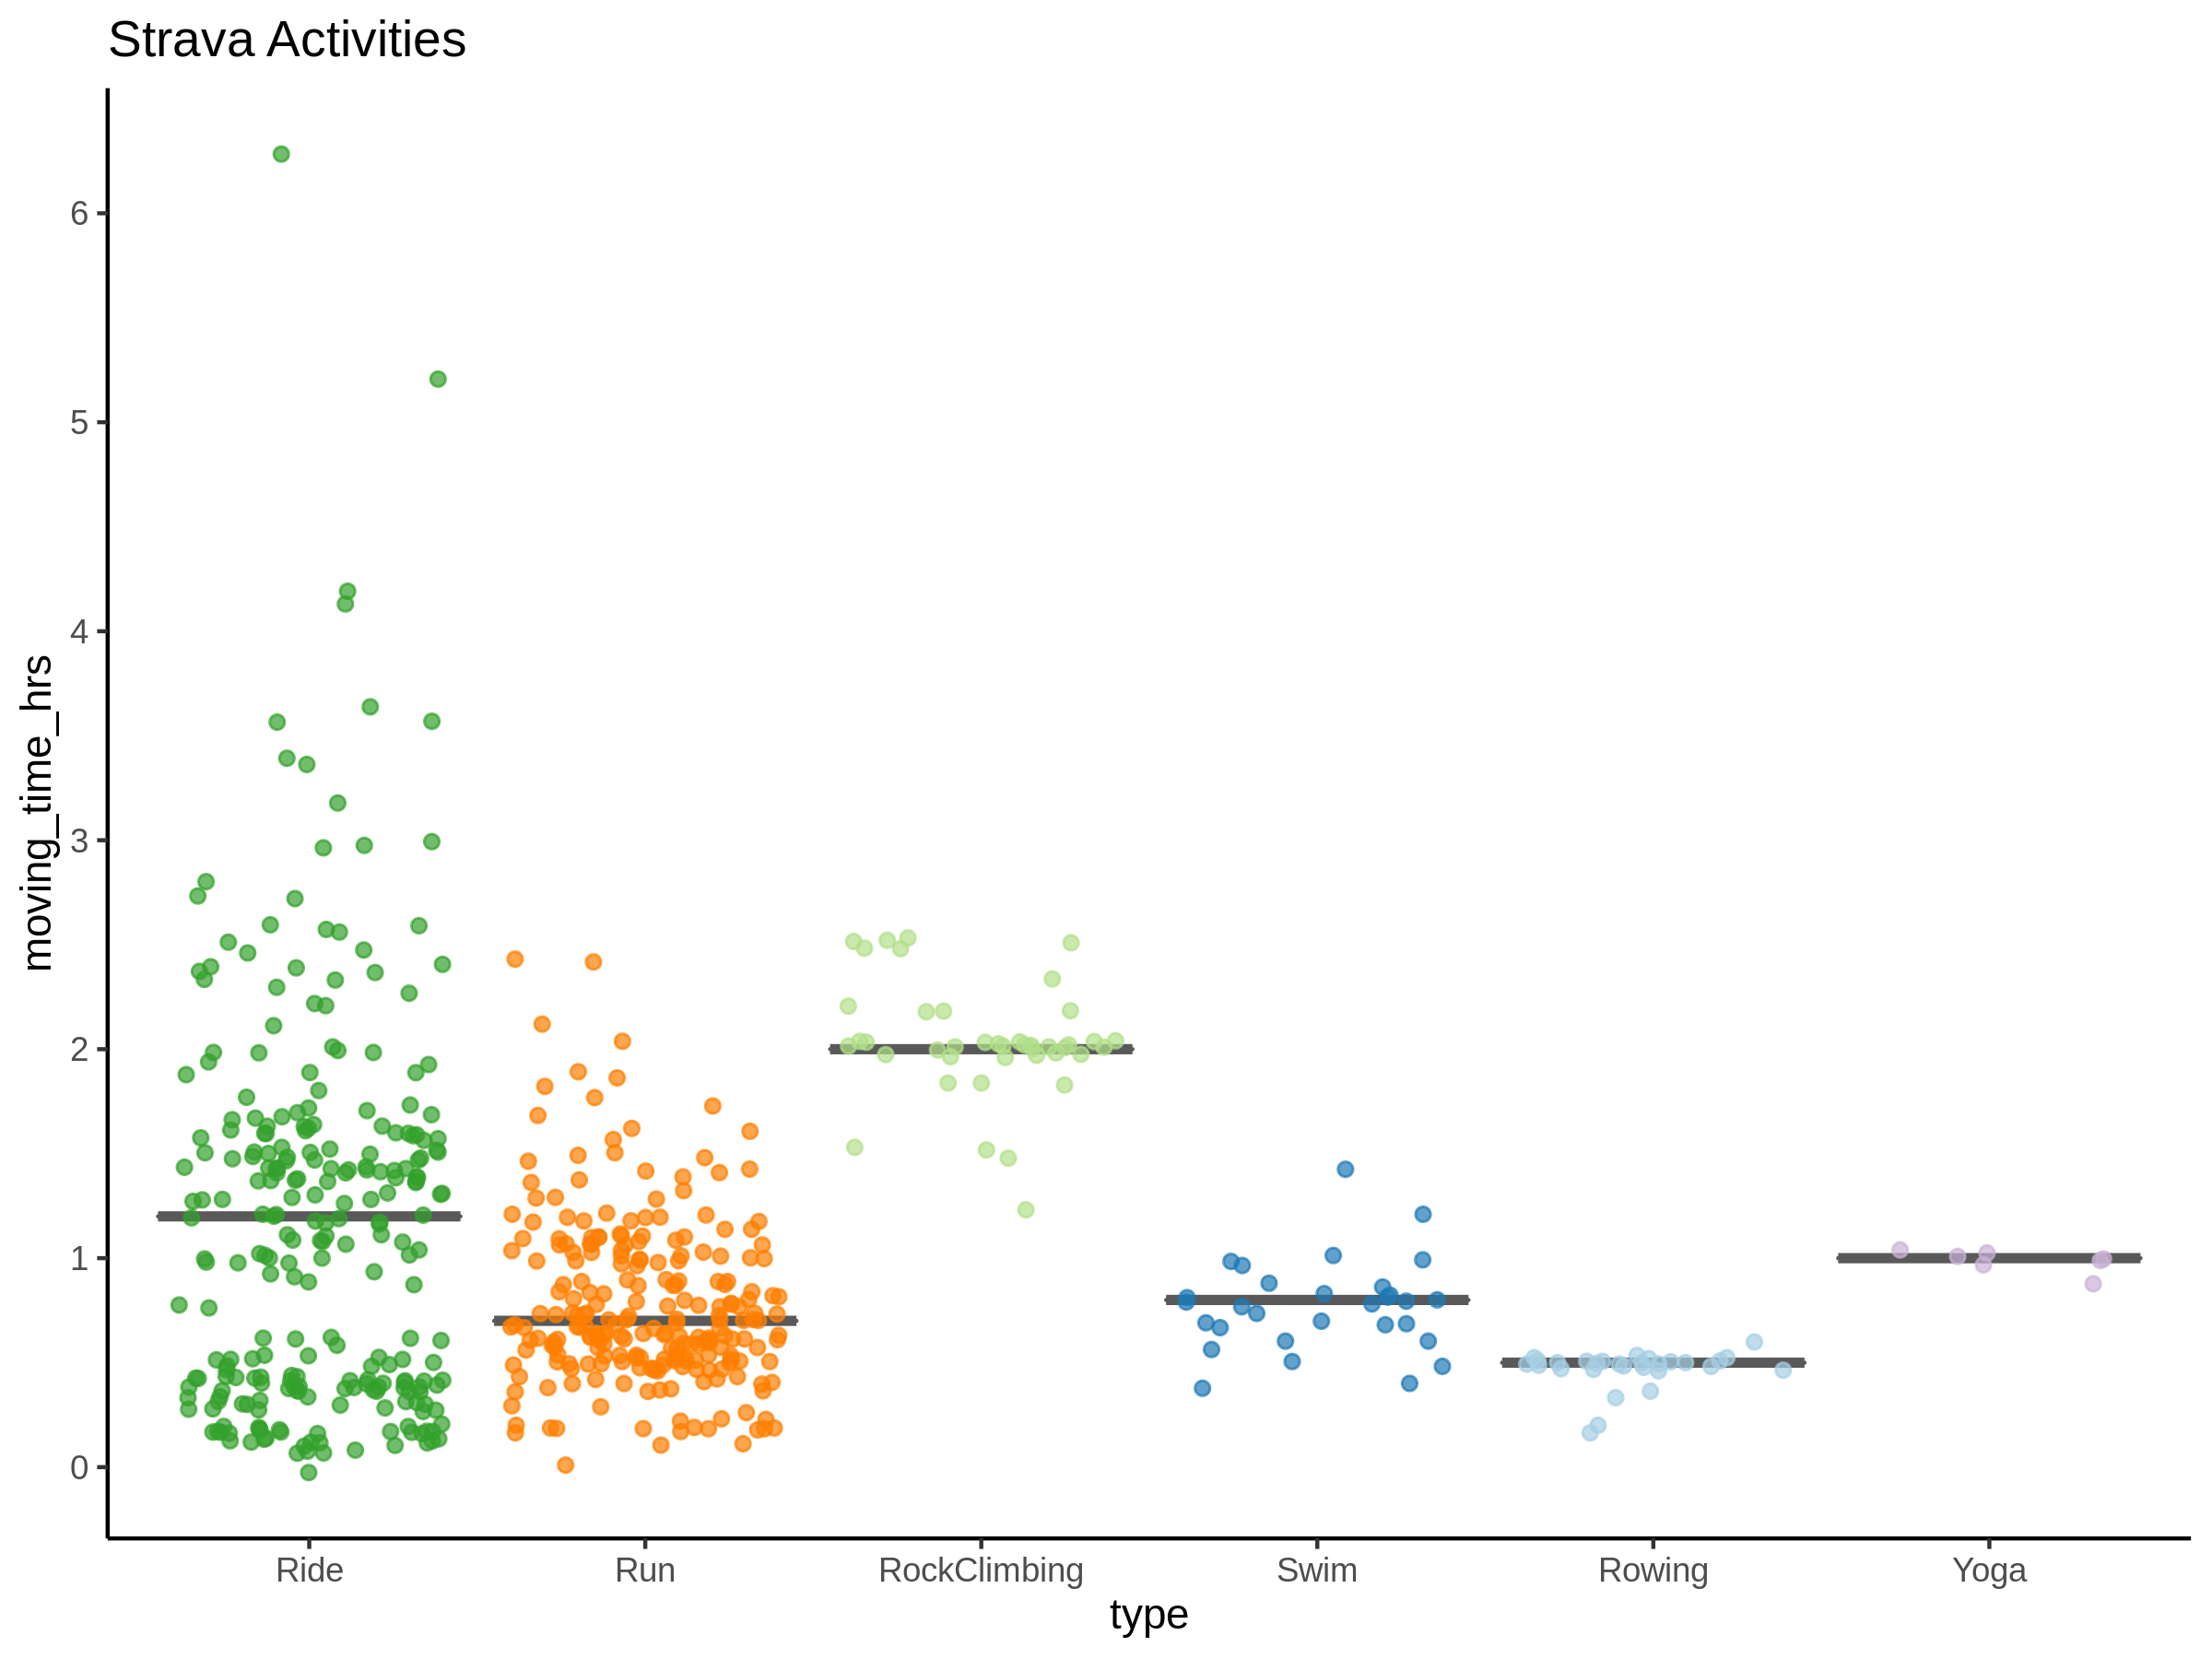 Strava Activities
moving_time_hrs
6
5
4
3
2
1
0
Ride Run RockClimbing Swim Rowing Yoga
type